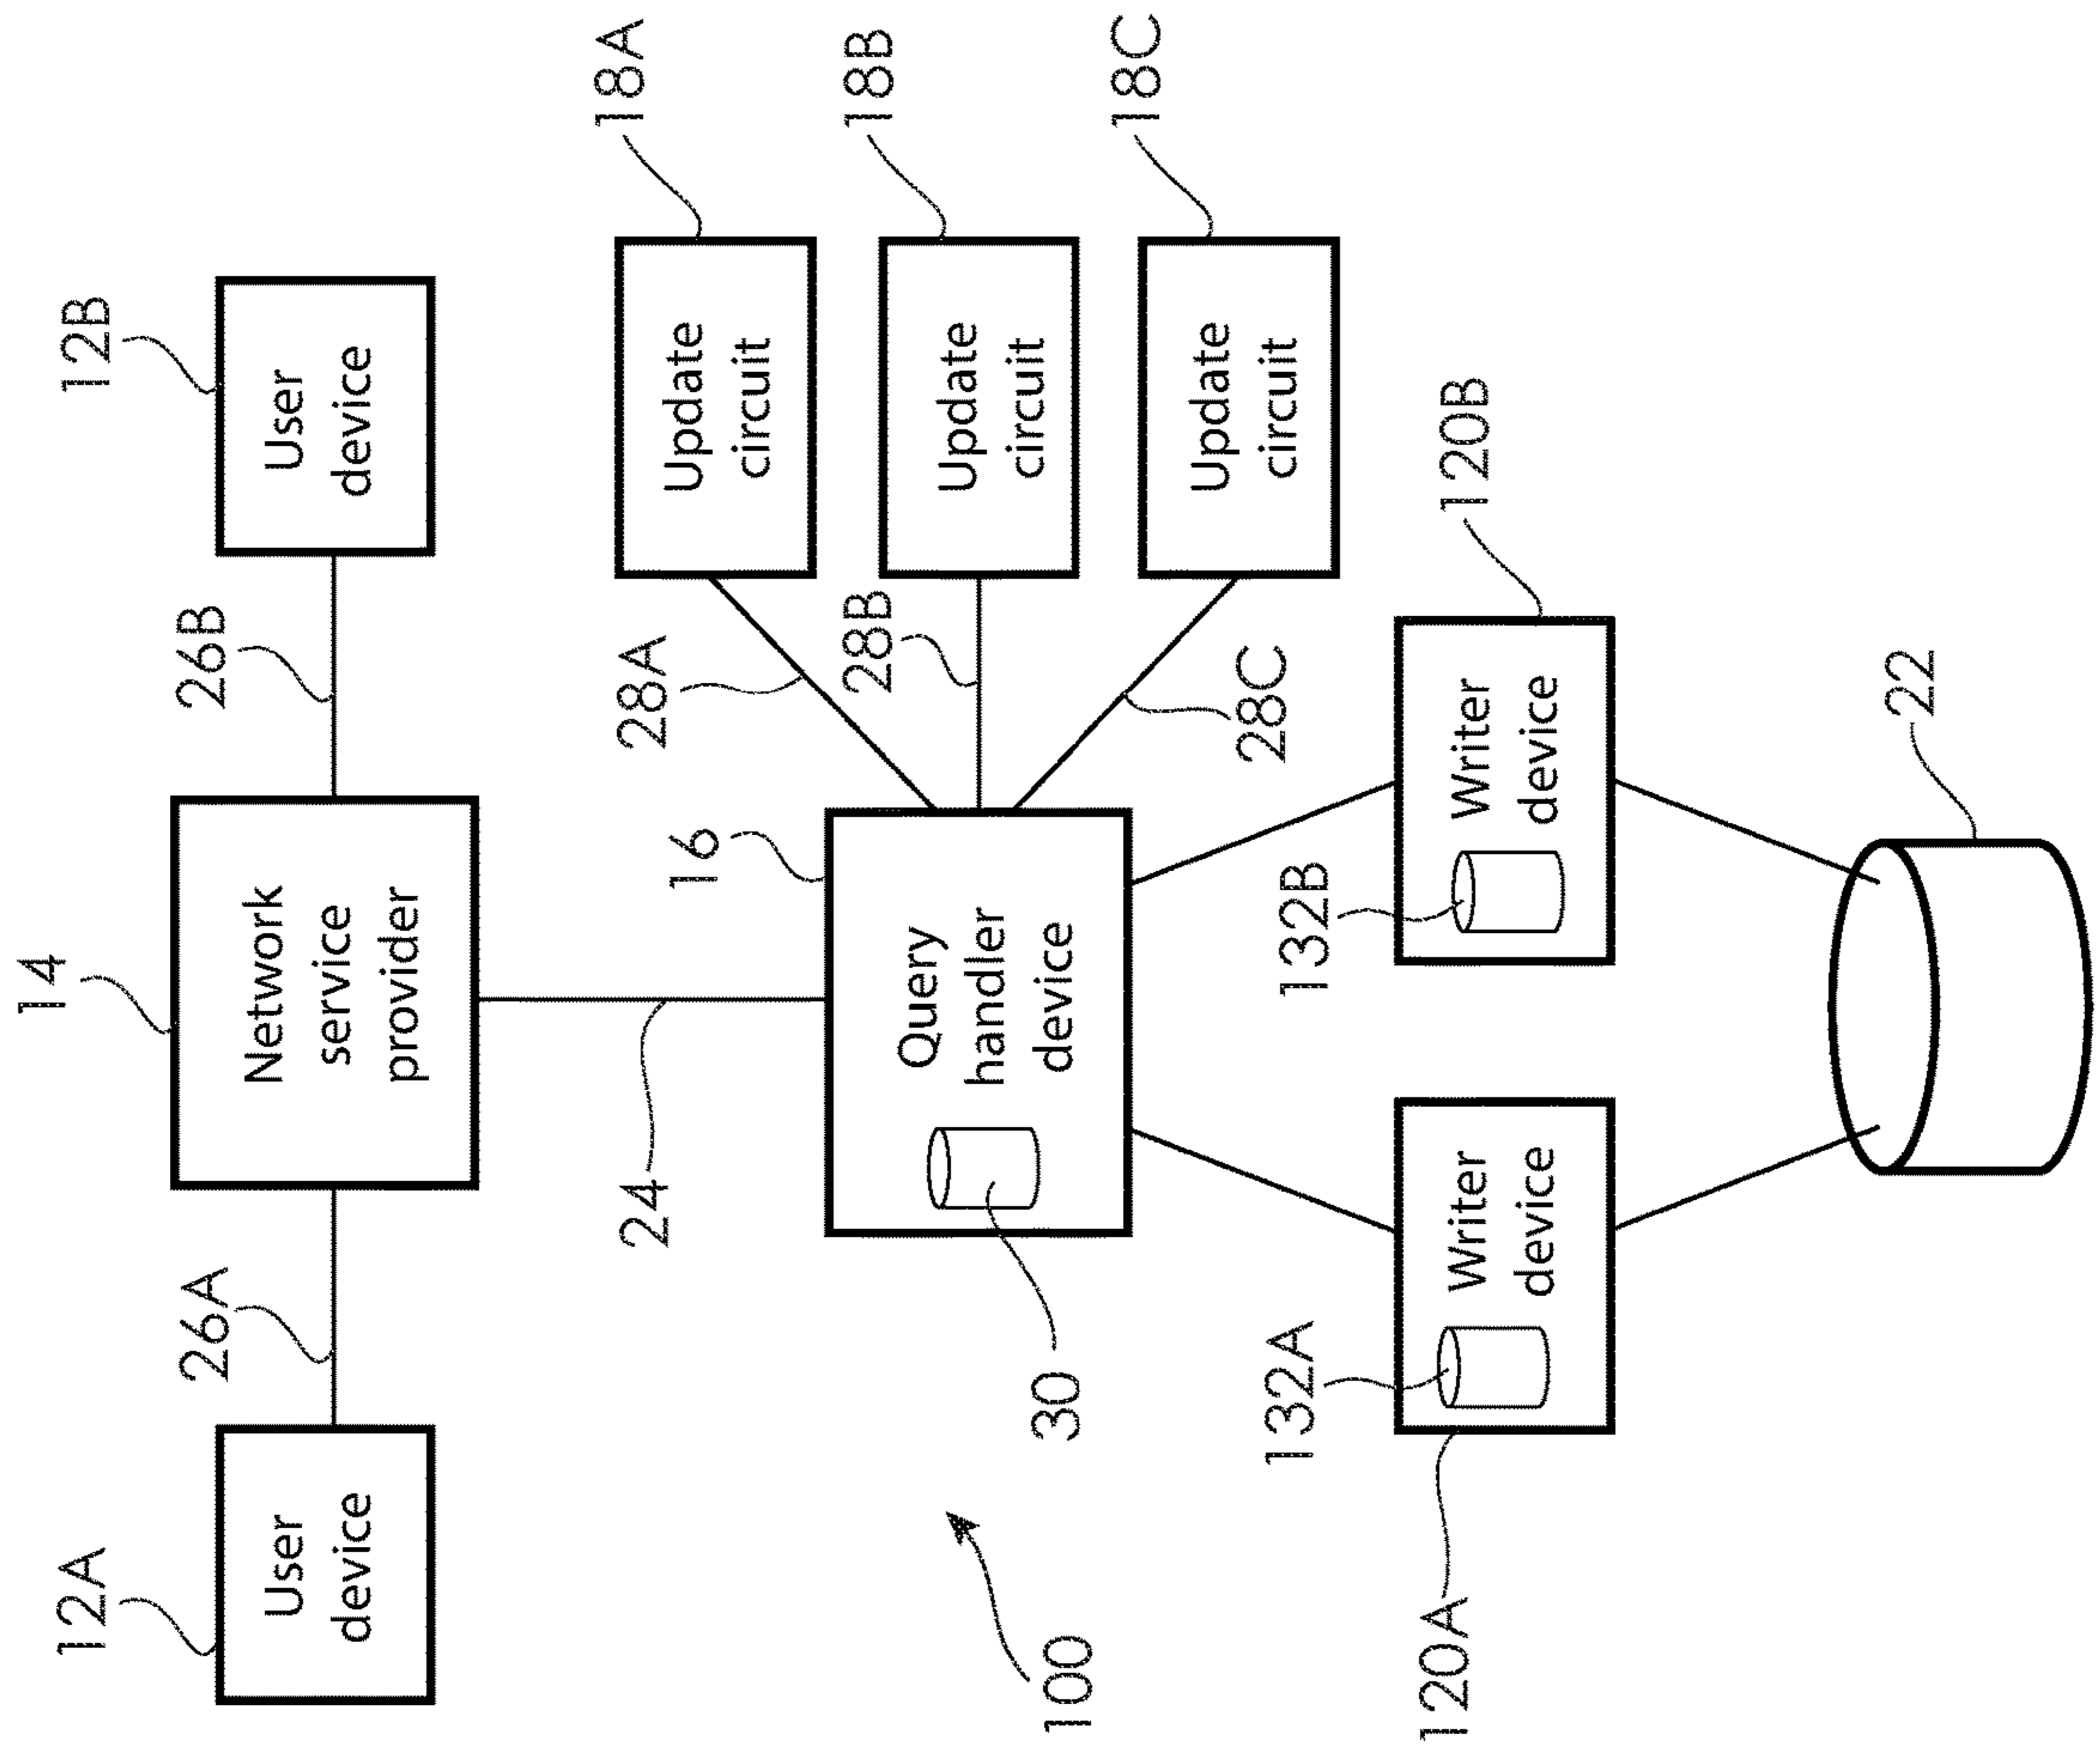 12A
26A
14
26B
12B
User
device
Network
service
provider
User
device
24
16
28A
18A
Update
circuit
28B
18B
Update
circuit
28C
18C
Update
circuit
Query
handler
device
30
100
132A
120A
Writer
device
132B
120B
Writer
device
22